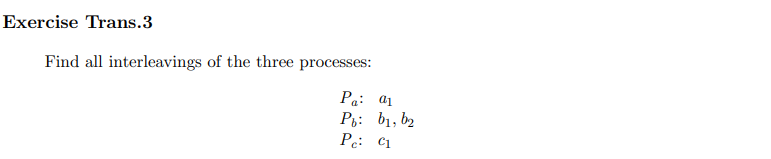 Exercise Trans.3
Find all interleavings of the three processes:
Pa: a1
Pb: b1, b2
Pc: c1